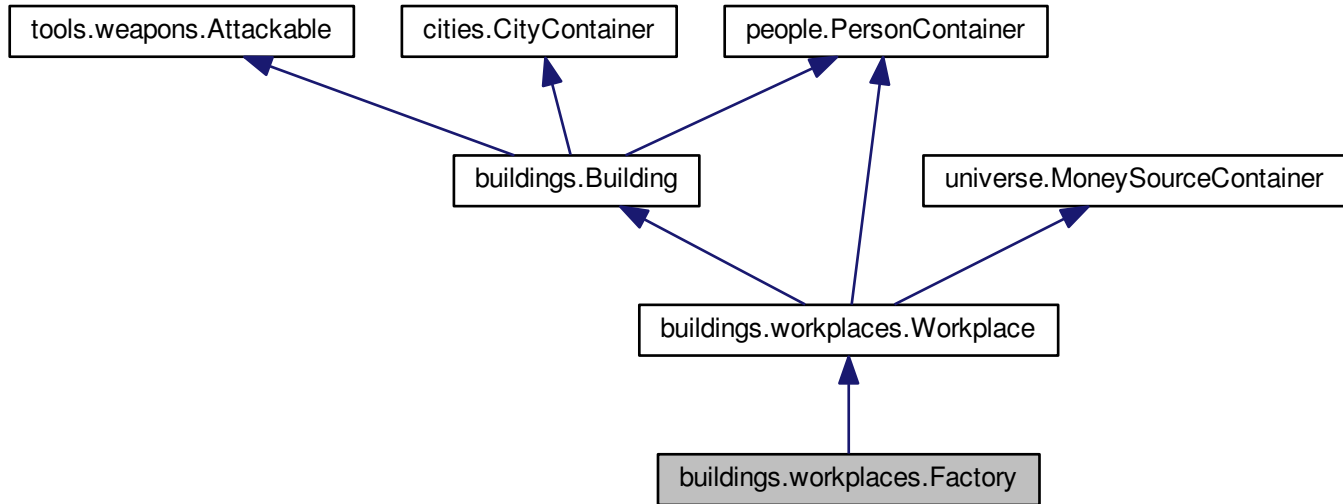 tools.weapons.Attackable
cities.CityContainer
people.PersonContainer
buildings.Building
universe.MoneySourceContainer
buildings.workplaces.Workplace
buildings.workplaces.Factory